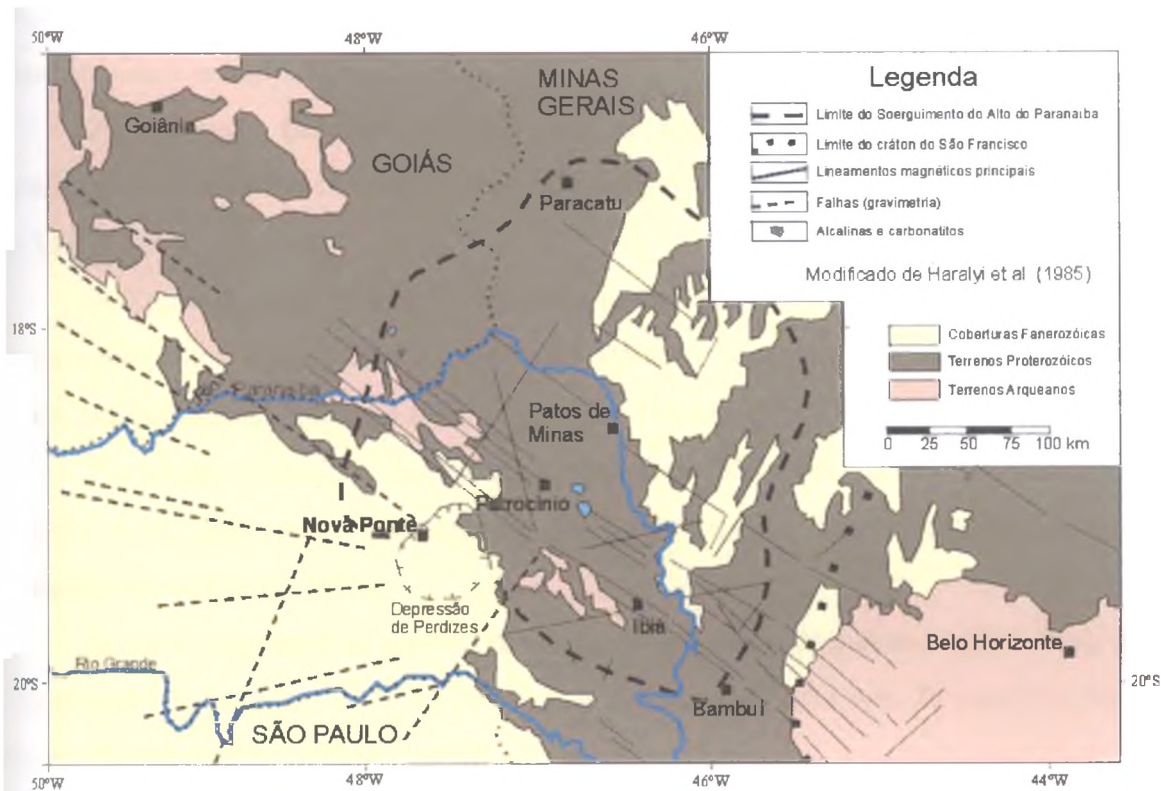 50°W
48°W
46°W
MINAS
GERAIS
Goiânia
GOIÁS
Paracatu
Legenda
Limite do Soerguimento do Alto do Paranaíba
Limite do cráton do São Francisco
Lineamentos magnéticos principais
Falhas (gravimetria)
Alcalinas e carbonatitos
Modificado de Haralyi et al (1985)
18°S
18°S
Coberturas Fanerozóicas
Terrenos Proterozóicos
Terrenos Arqueanos
0 25 50 75 100 km
Paranaíba
Patos de
Minas
Patrocínio
Nova Ponte
Depressão
de Perdizes
Ibiá
Belo Horizonte
Rio Grande
20°S
20°S
Bambuí
SÃO PAULO
50°W
48°W
46°W
44°W